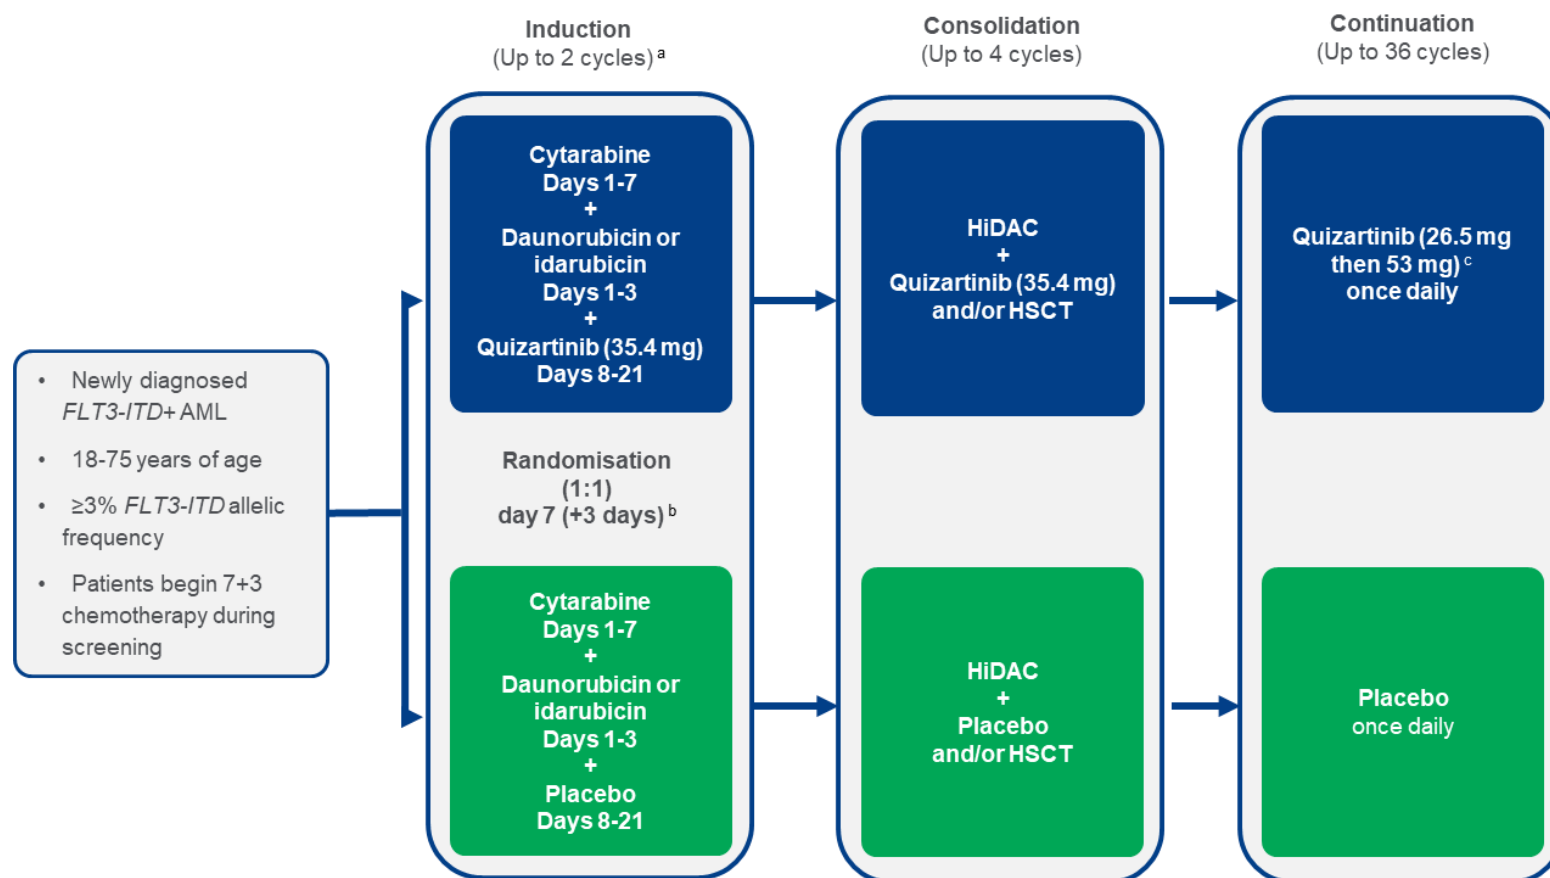 Induction
(Up to 2 cycles) a
Consolidation
(Up to 4 cycles)
Continuation
(Up to 36 cycles)
• Newly diagnosed
FLT3-ITD+ AML
• 18-75 years of age
• ≥3% FLT3-ITD allelic
frequency
• Patients begin 7+3
chemotherapy during
screening
Cytarabine
Days 1-7
+
Daunorubicin or
idarubicin
Days 1-3
+
Quizartinib (35.4 mg)
Days 8-21
HiDAC
+
Quizartinib (35.4 mg)
and/or HSCT
Quizartinib (26.5 mg
then 53 mg) c
once daily
Randomisation
(1:1)
day 7 (+3 days) b
Cytarabine
Days 1-7
+
Daunorubicin or
idarubicin
Days 1-3
+
Placebo
Days 8-21
HiDAC
+
Placebo
and/or HSCT
Placebo
once daily